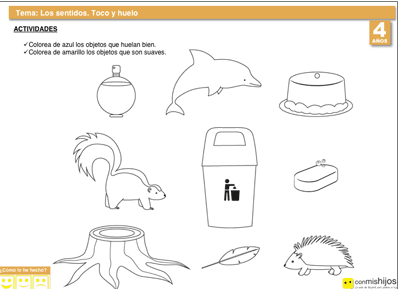 Tema: Los sentidos. Toco y huelo
4
AÑOS
ACTIVIDADES
✓Colorea de azul los objetos que huelan bien.
✓Colorea de amarillo los objetos que son suaves.
¿Cómo lo he hecho?
conmishijos